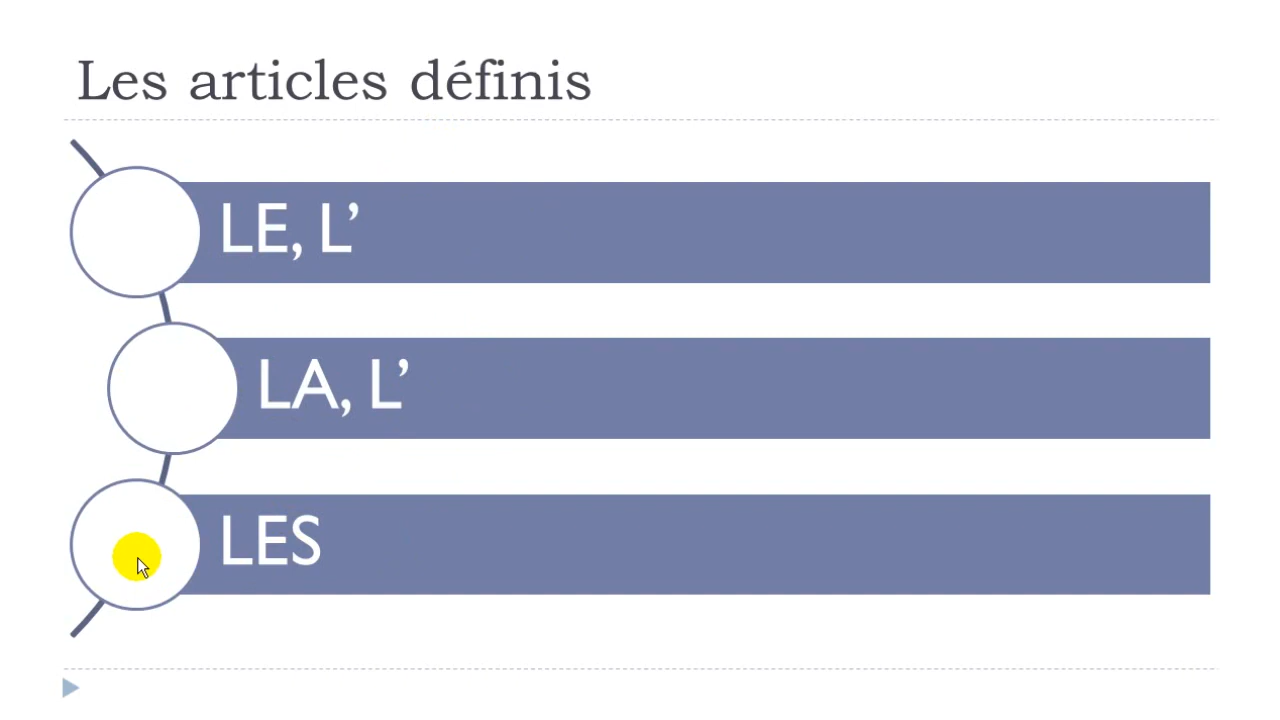 Les articles définis
LE, L’
LA, L’
LES